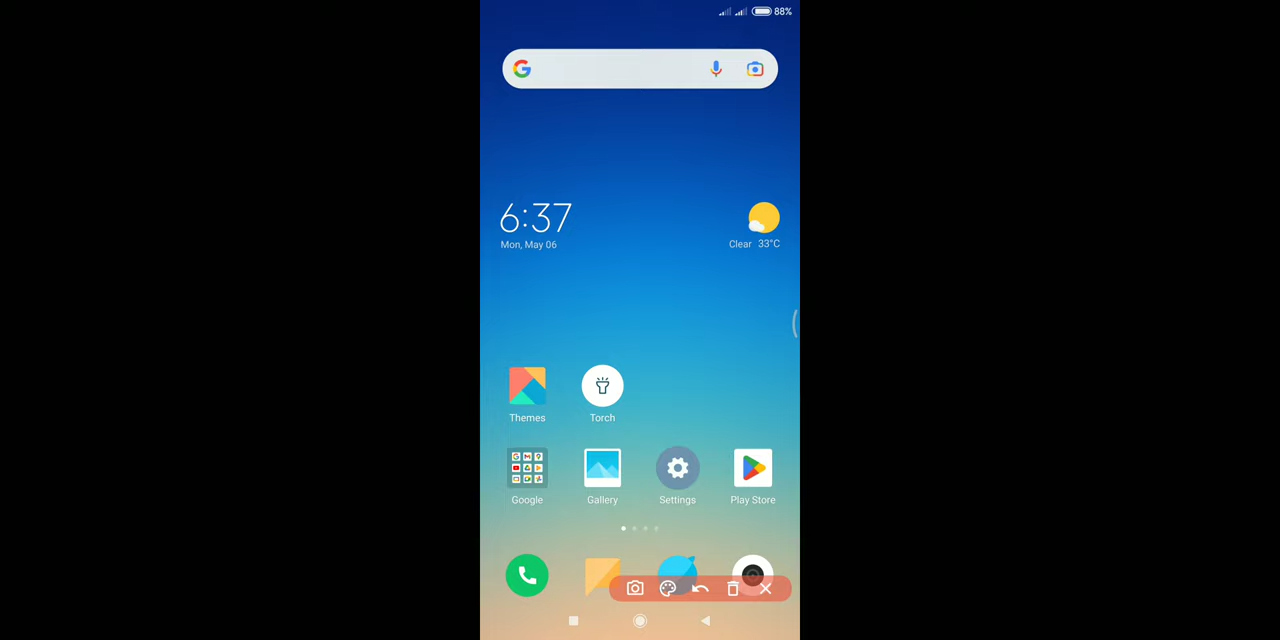 88%
6:37
Mon, May 06
Clear 33°C
Themes
Torch
Google
Gallery
Settings
Play Store